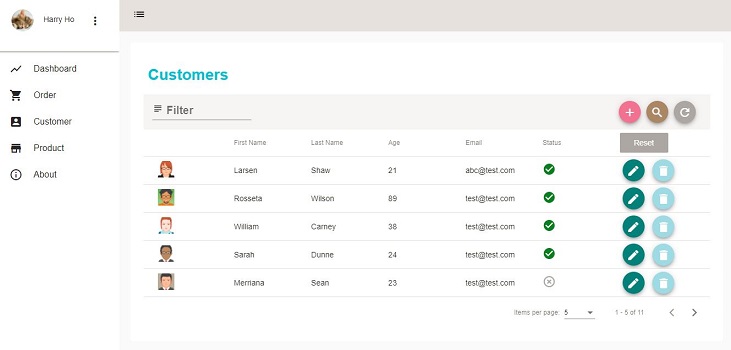 Harry Ho
Dashboard
Order
Customer
Product
About
Customers
Filter
First Name Last Name Age Email Status Reset
Larsen Shaw 21 abc@test.com
Rosseta Wilson 89 test@test.com
William Carney 38 test@test.com
Sarah Dunne 24 test@test.com
Merriana Sean 23 test@test.com
Items per page: 5 1 - 5 of 11